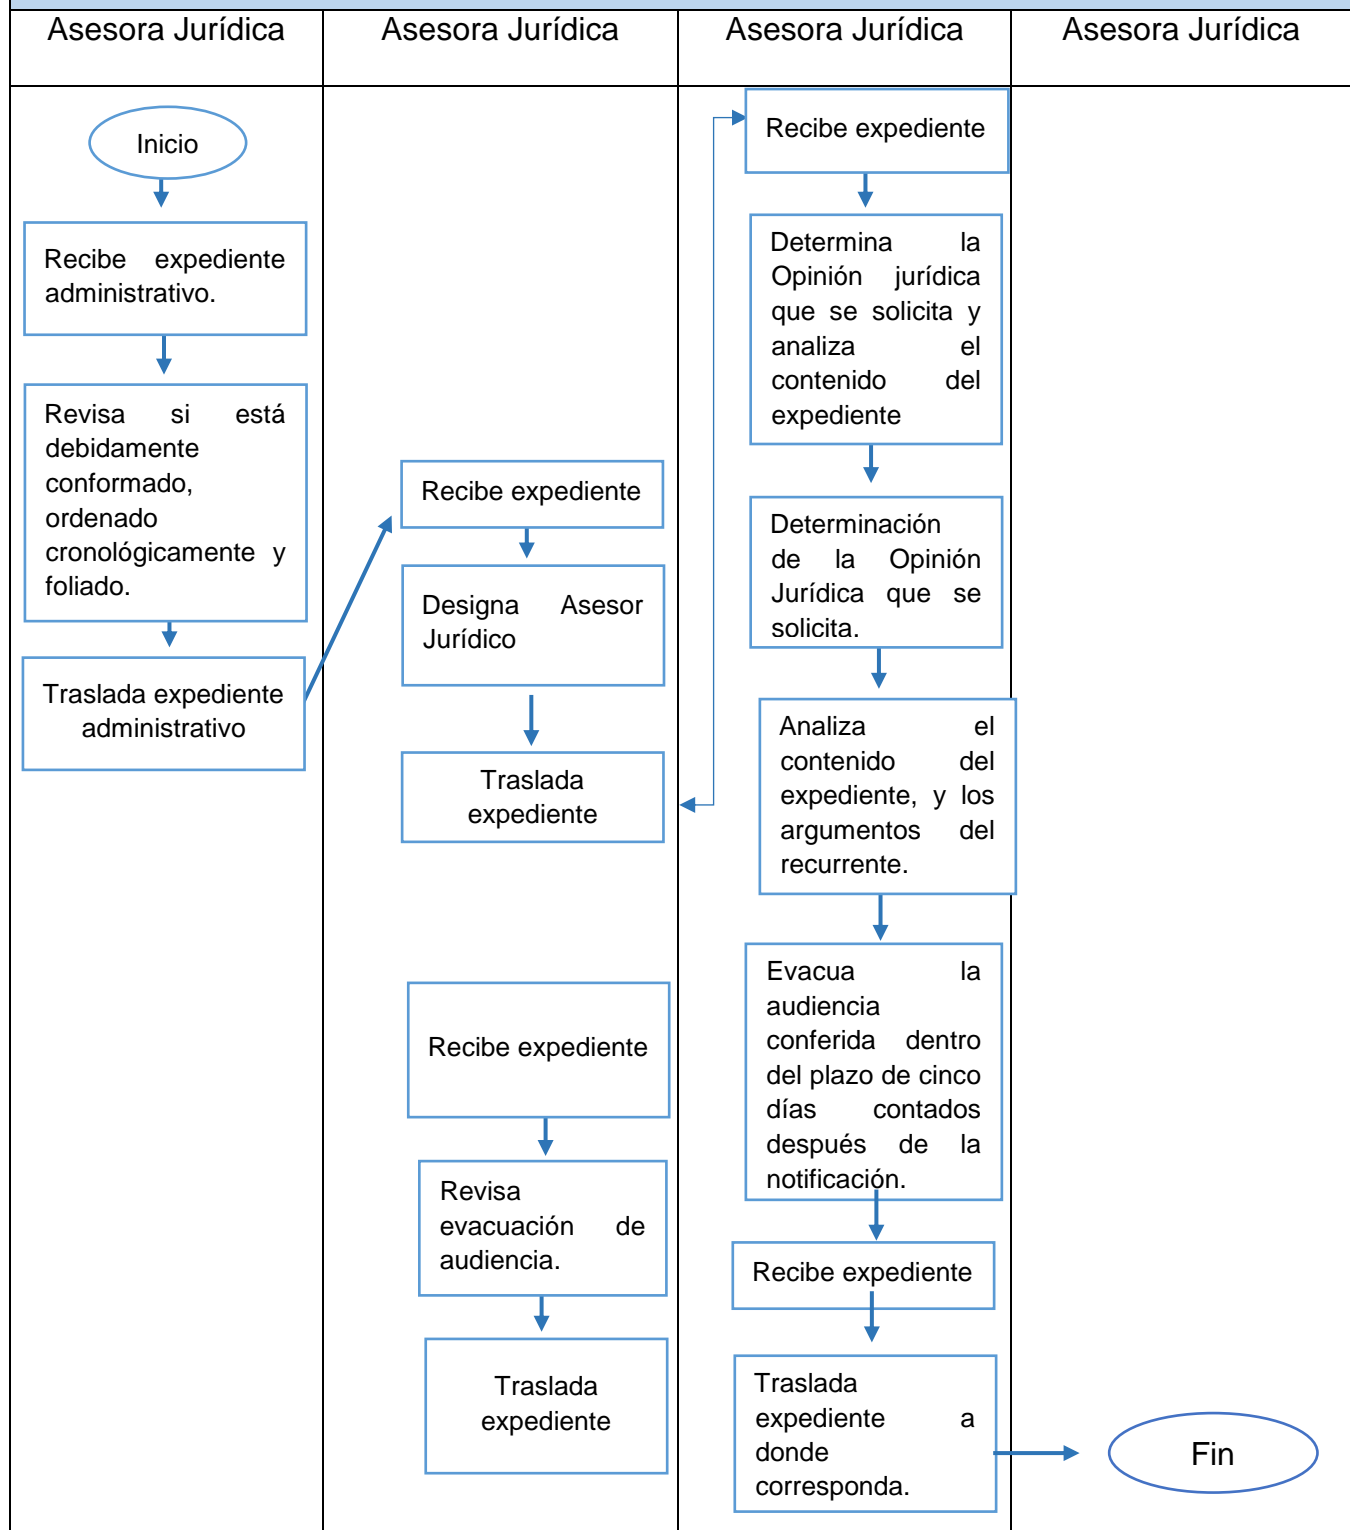 Asesora Jurídica
Asesora Jurídica
Asesora Jurídica
Asesora Jurídica
Inicio
Recibe expediente
administrativo.
Revisa si está
debidamente
conformado,
ordenado
cronológicamente y
foliado.
Traslada expediente
administrativo
Recibe expediente
Designa Asesor
Jurídico
Traslada
expediente
Recibe expediente
Revisa
evacuación de
audiencia.
Traslada
expediente
Recibe expediente
Determina la
Opinión jurídica
que se solicita y
analiza el
contenido del
expediente
Determinación
de la Opinión
Jurídica que se
solicita.
Analiza el
contenido del
expediente, y los
argumentos del
recurrente.
Evacua la
audiencia
conferida dentro
del plazo de cinco
días contados
después de la
notificación.
Recibe expediente
Traslada
expediente a
donde
corresponda.
Fin